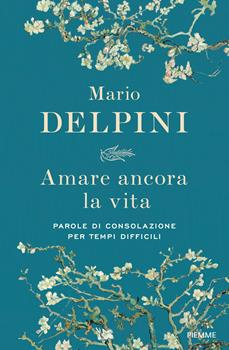 Mario
DELPINI
Amare ancora
la vita
PAROLE DI CONSOLAZIONE
PER TEMPI DIFFICILI
PIEMME